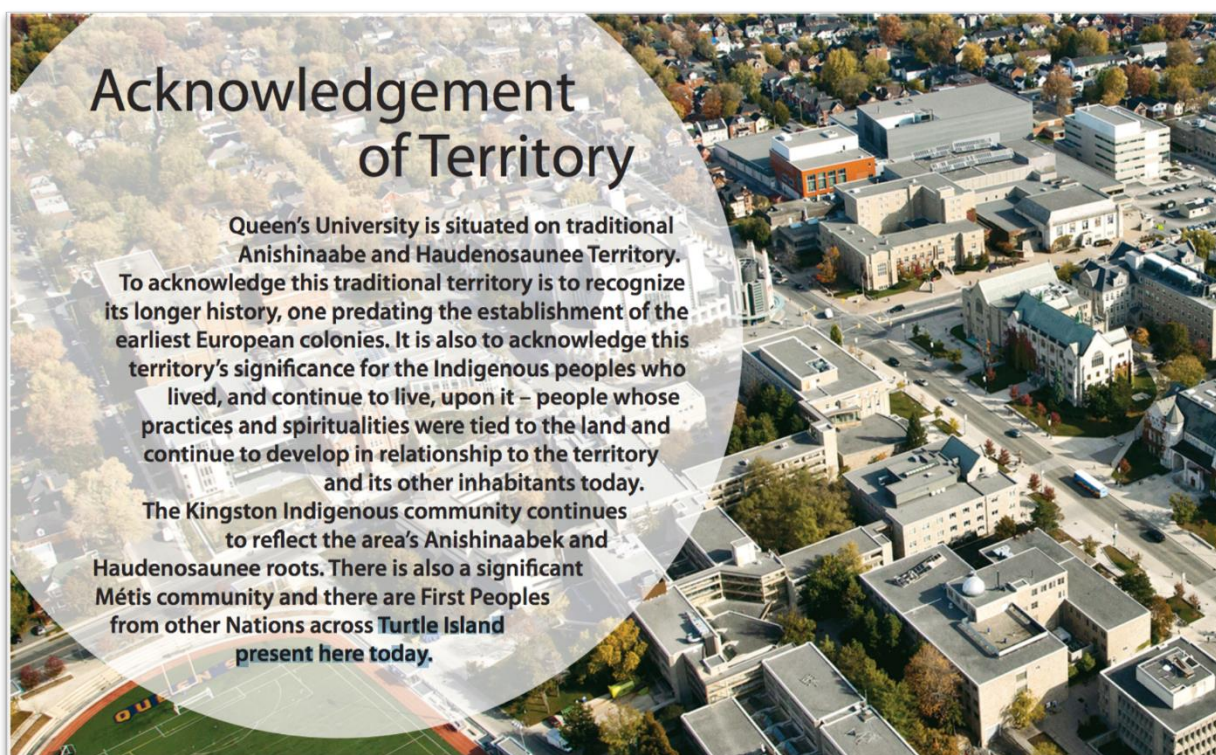 Acknowledgement
of Territory
Queen's University is situated on traditional
Anishinaabe and Haudenosaunee Territory.
To acknowledge this traditional territory is to recognize
its longer history, one predating the establishment of the
earliest European colonies. It is also to acknowledge this
territory's significance for the Indigenous peoples who
lived, and continue to live, upon it – people whose
practices and spiritualities were tied to the land and
continue to develop in relationship to the territory
and its other inhabitants today.
The Kingston Indigenous community continues
to reflect the area's Anishinaabek and
Haudenosaunee roots. There is also a significant
Métis community and there are First Peoples
from other Nations across Turtle Island
present here today.
QUEEN'S